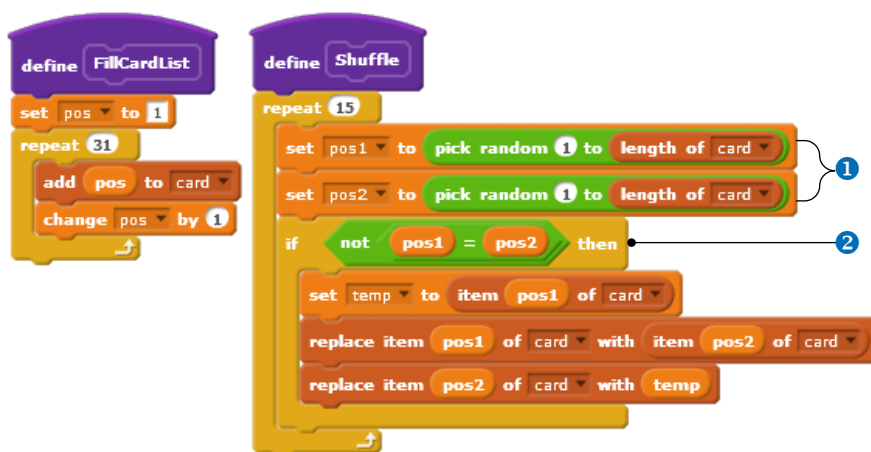 define FillCardList
set pos to 1
repeat 31
add pos to card
change pos by 1
define Shuffle
repeat 15
set pos1 to pick random 1 to length of card
set pos2 to pick random 1 to length of card
1
if not pos1 = pos2 then
2
set temp to item pos1 of card
replace item pos1 of card with item pos2 of card
replace item pos2 of card with temp